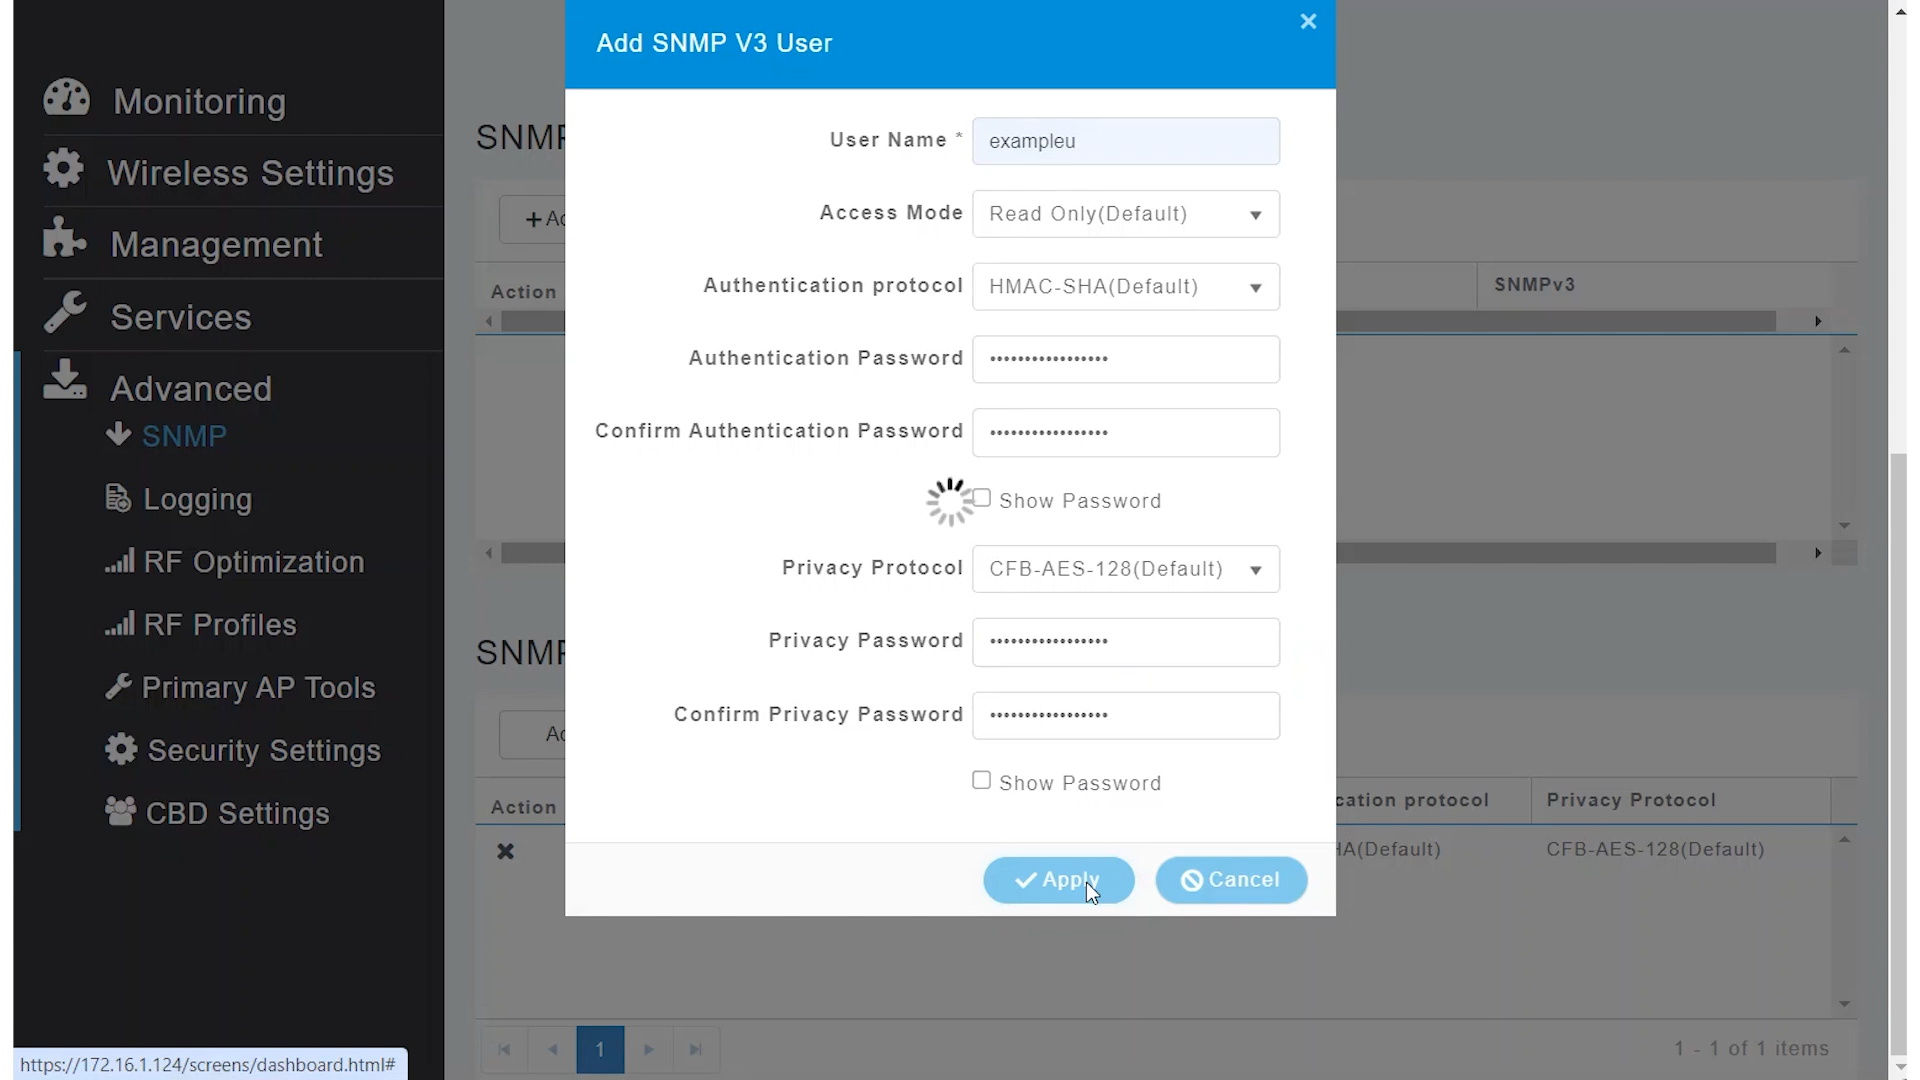 Add SNMP V3 User
×
Monitoring
Wireless Settings
Management
Services
Advanced
SNMP
Logging
RF Optimization
RF Profiles
Primary AP Tools
Security Settings
CBD Settings
User Name *
exampleu
Access Mode
Read Only(Default)
Authentication protocol
HMAC-SHA(Default)
Authentication Password
•••••••••••••••••
Confirm Authentication Password
•••••••••••••••••
Show Password
Privacy Protocol
CFB-AES-128(Default)
Privacy Password
•••••••••••••••••
Confirm Privacy Password
•••••••••••••••••
Show Password
Apply
Cancel
SNMP
+Ad
Action
SNMPv3
SNMP
Ad
Action
cation protocol
Privacy Protocol
HA(Default)
CFB-AES-128(Default)
1
1 - 1 of 1 items
https://172.16.1.124/screens/dashboard.html#